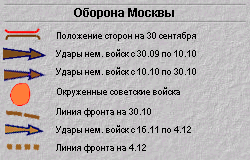 Оборона Москвы
Положение сторон на 30 сентября
Удары нем. войск с 30.09 по 10.10
Удары нем. войск с 10.10 по 30.10
Окруженные советские войска
Линия фронта на 30.10
Удары нем. войск с 16.11 по 4.12
Линия фронта на 4.12